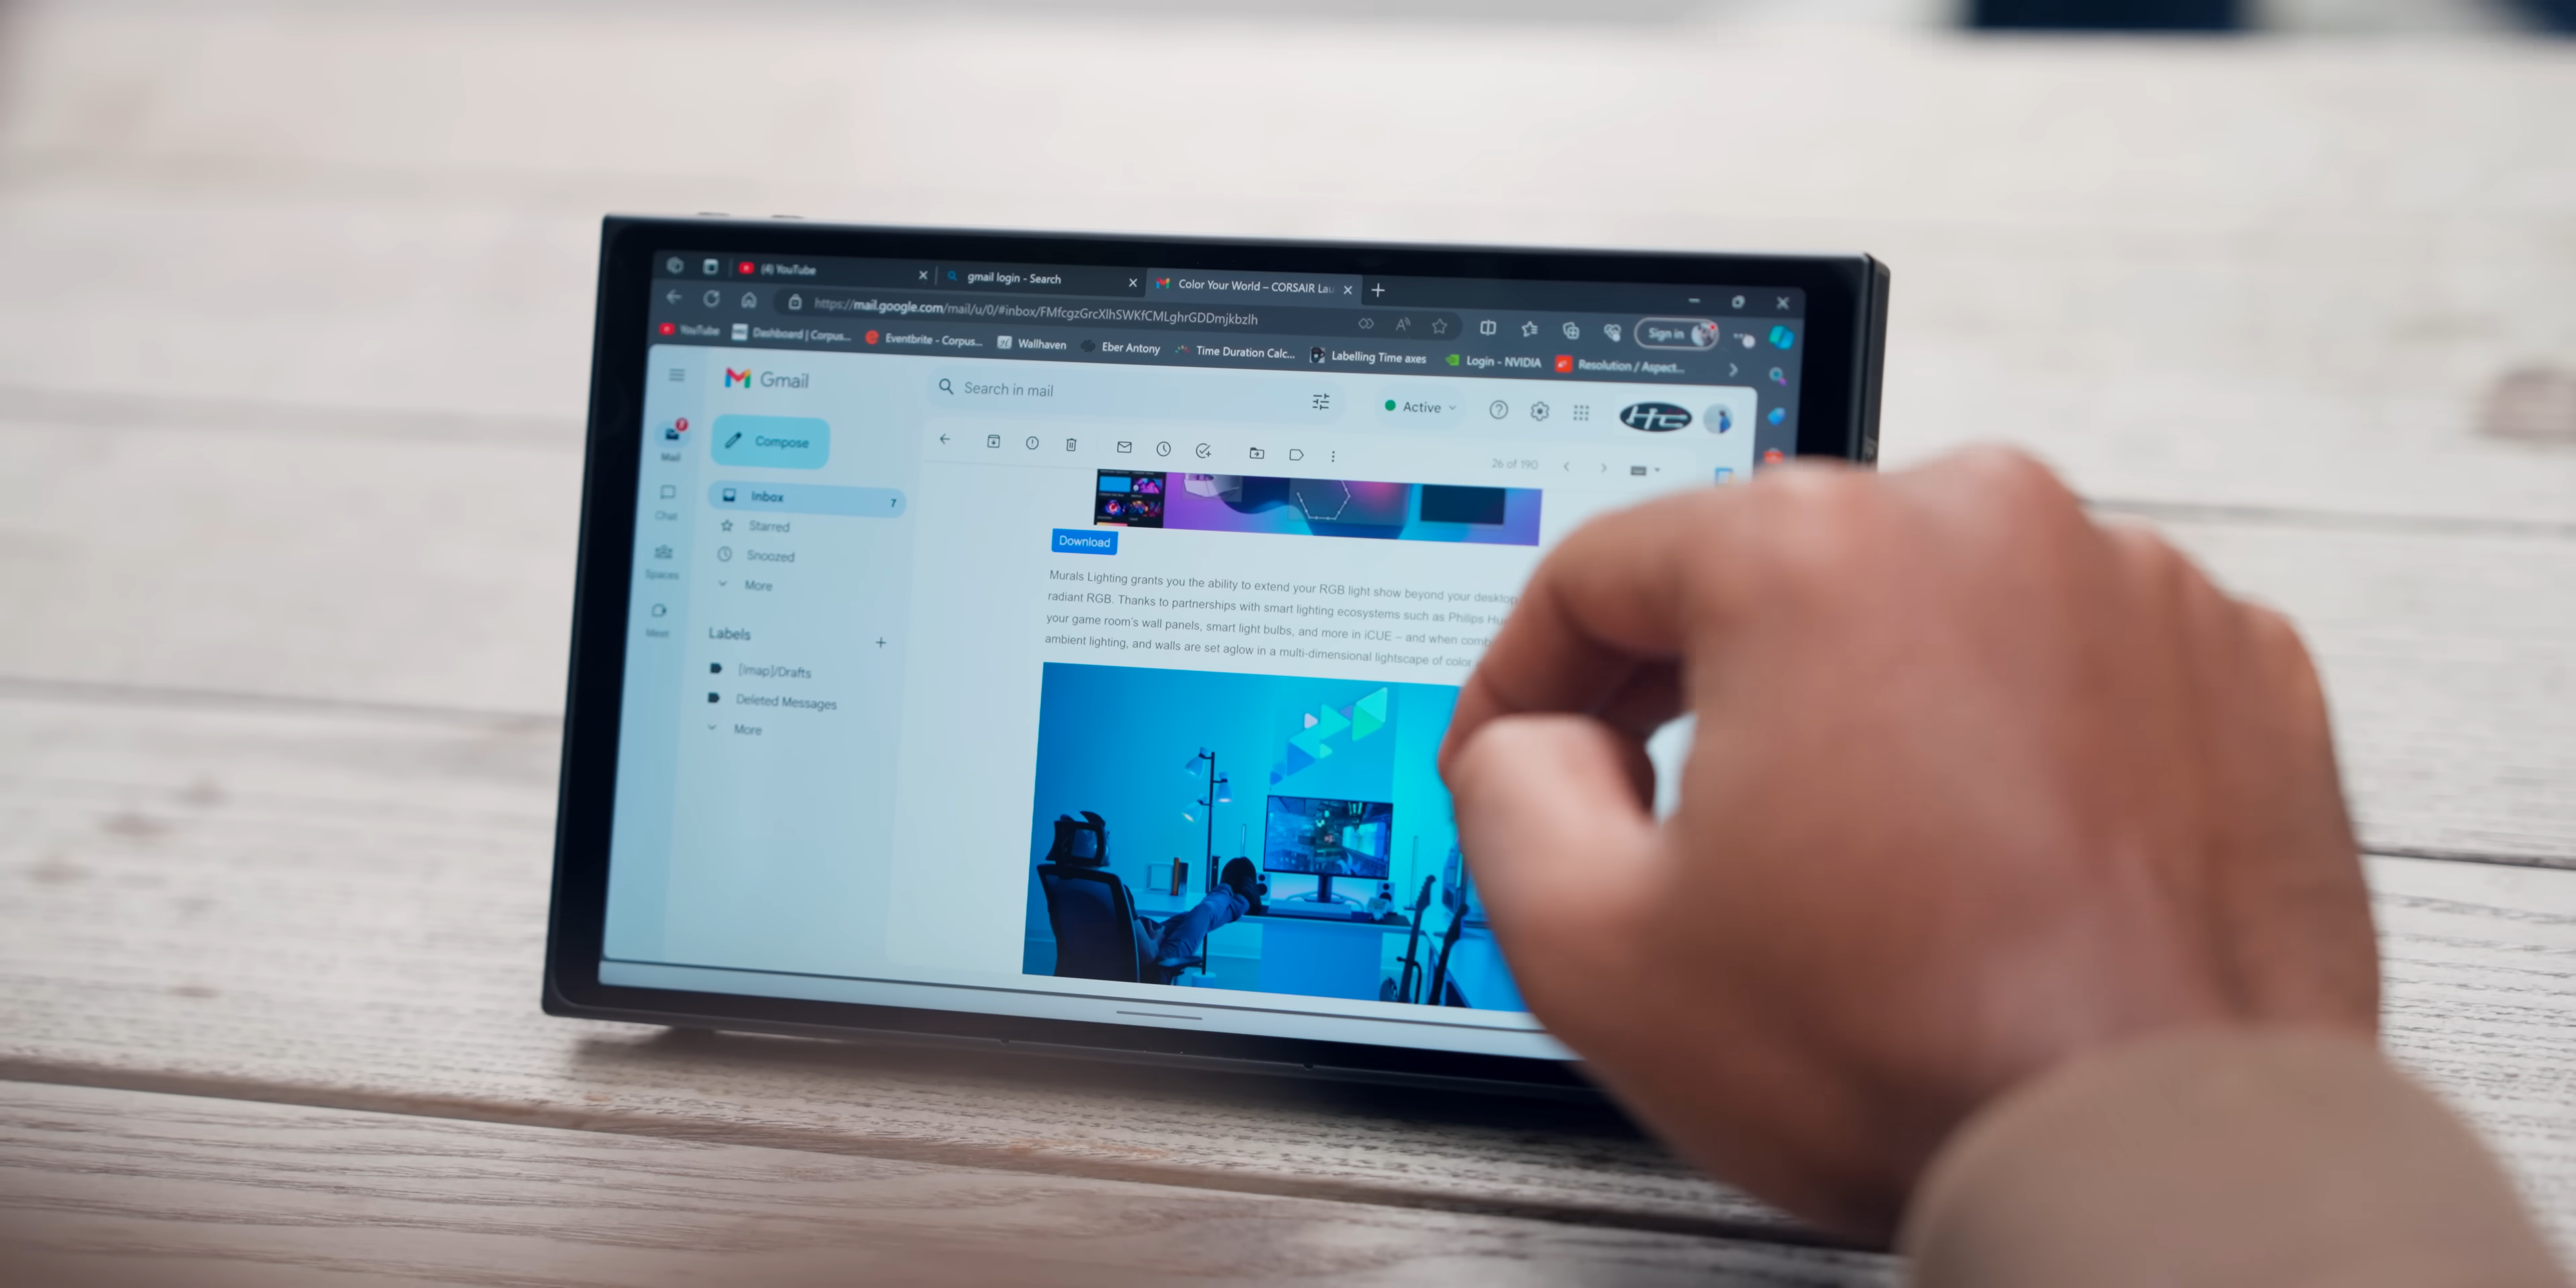 (4) YouTube
gmail login - Search
Color Your World – CORSAIR Lau
https://mail.google.com/mail/u/0/#inbox/FMfcgzGrcXlhSWKfCMLghrGDDmjkbzlh
Sign in
YouTube
Dashboard | Corpus...
Eventbrite - Corpus...
Wallhaven
Eber Antony
Time Duration Calc...
Labelling Time axes
Login - NVIDIA
Resolution / Aspect...
Gmail
Search in mail
Active
HC
7
Mail
Compose
26 of 190
Inbox 7
Chat
Starred
Snoozed
Spaces
More
Meet
Labels
[Imap]/Drafts
Deleted Messages
More
Download
Murals Lighting grants you the ability to extend your RGB light show beyond your desktop
radiant RGB. Thanks to partnerships with smart lighting ecosystems such as Philips Hu
your game room's wall panels, smart light bulbs, and more in iCUE – and when comb
ambient lighting, and walls are set aglow in a multi-dimensional lightscape of color